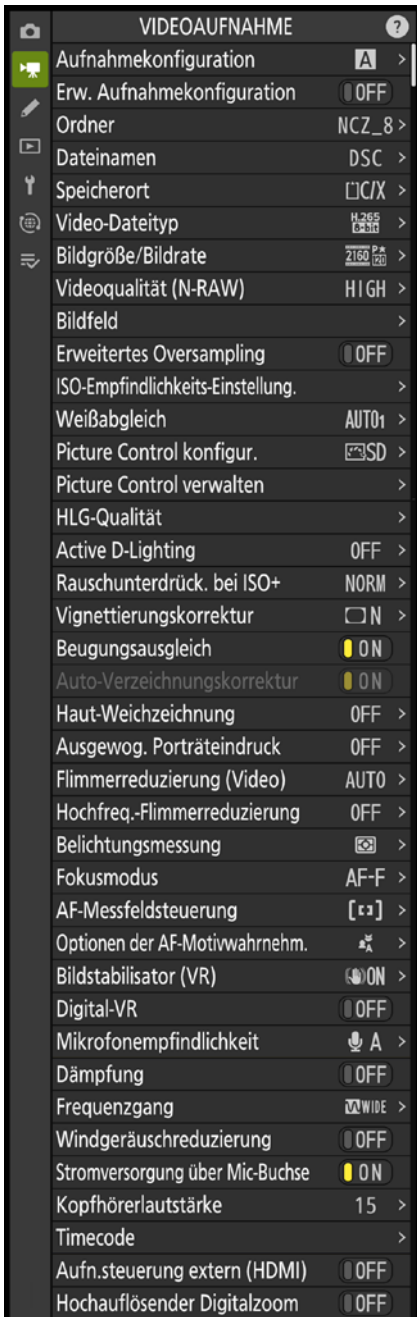 VIDEOAUFNAHME ?
Aufnahmekonfiguration A >
Erw. Aufnahmekonfiguration OFF
Ordner NCZ_8 >
Dateinamen DSC >
Speicherort C/X >
Video-Dateityp H.265 8-bit >
Bildgröße/Bildrate 2160 P★ 120 >
Videoqualität (N-RAW) HIGH >
Bildfeld >
Erweitertes Oversampling OFF
ISO-Empfindlichkeits-Einstellung. >
Weißabgleich AUTO1 >
Picture Control konfigur. SD >
Picture Control verwalten >
HLG-Qualität >
Active D-Lighting OFF >
Rauschunterdrück. bei ISO+ NORM >
Vignettierungskorrektur N >
Beugungsausgleich ON
Auto-Verzeichnungskorrektur ON
Haut-Weichzeichnung OFF >
Ausgewog. Porträteindruck OFF >
Flimmerreduzierung (Video) AUTO >
Hochfreq.-Flimmerreduzierung OFF >
Belichtungsmessung >
Fokusmodus AF-F >
AF-Messfeldsteuerung >
Optionen der AF-Motivwahrnehm. A >
Bildstabilisator (VR) ON >
Digital-VR OFF
Mikrofonempfindlichkeit A >
Dämpfung OFF
Frequenzgang WIDE >
Windgeräuschreduzierung OFF
Stromversorgung über Mic-Buchse ON
Kopfhörerlautstärke 15 >
Timecode >
Aufn.steuerung extern (HDMI) OFF
Hochauflösender Digitalzoom OFF